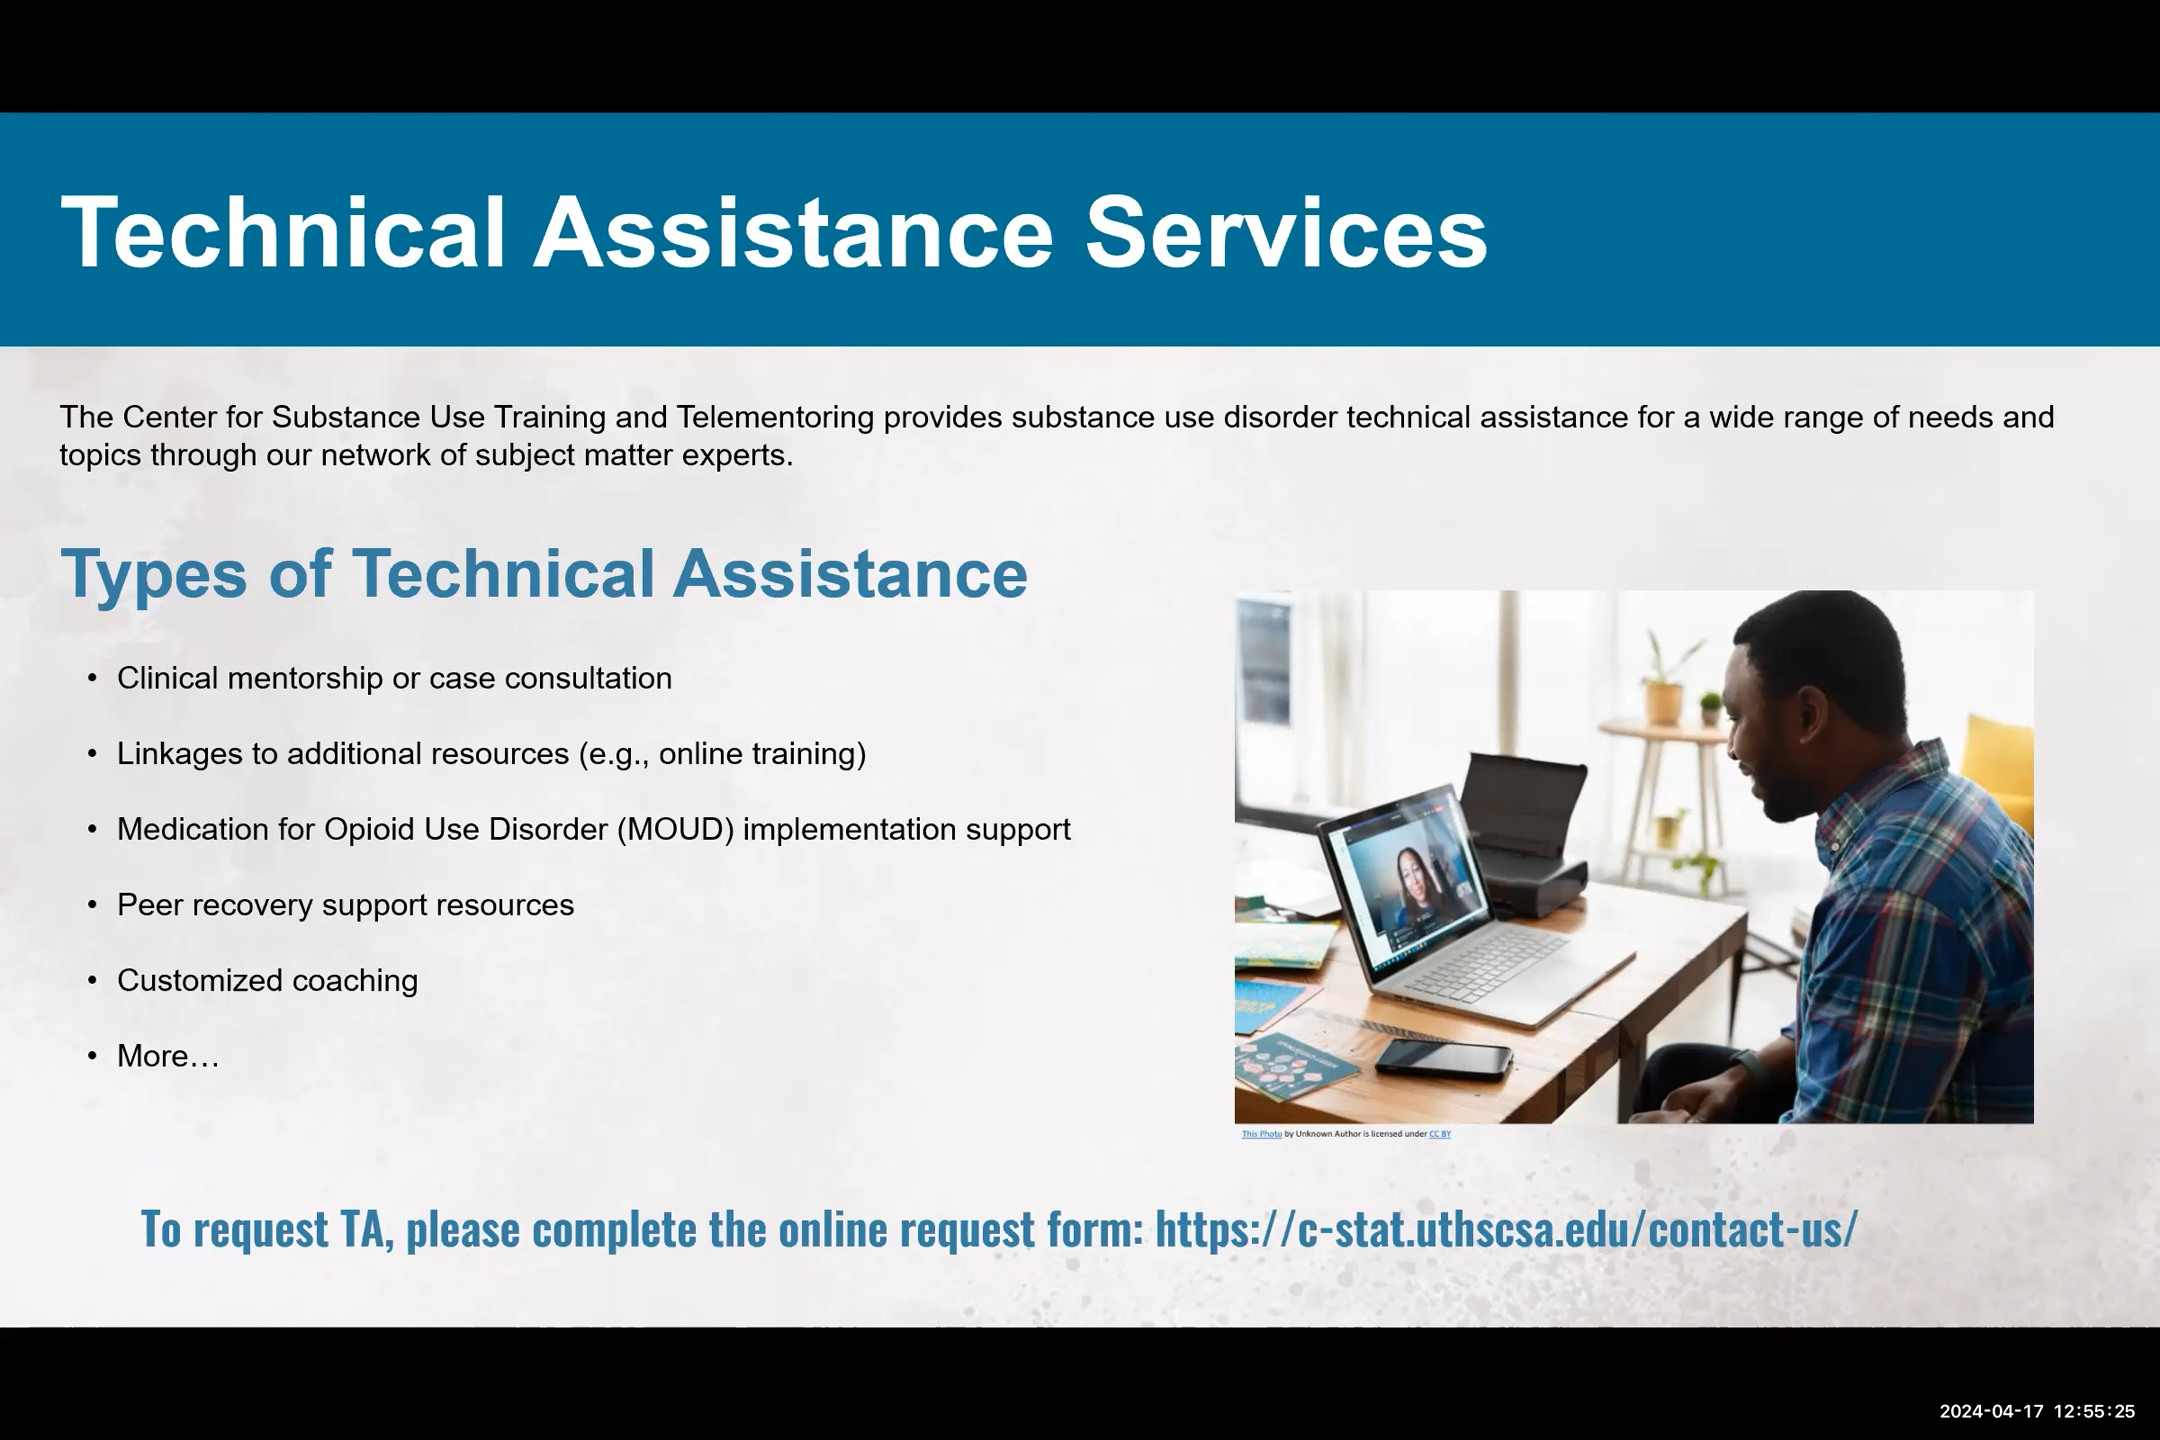 Technical Assistance Services
The Center for Substance Use Training and Telementoring provides substance use disorder technical assistance for a wide range of needs and
topics through our network of subject matter experts.
Types of Technical Assistance
• Clinical mentorship or case consultation
• Linkages to additional resources (e.g., online training)
• Medication for Opioid Use Disorder (MOUD) implementation support
• Peer recovery support resources
• Customized coaching
• More…
This Photo by Unknown Author is licensed under CC BY
To request TA, please complete the online request form: https://c-stat.uthscsa.edu/contact-us/
2024-04-17 12:55:25